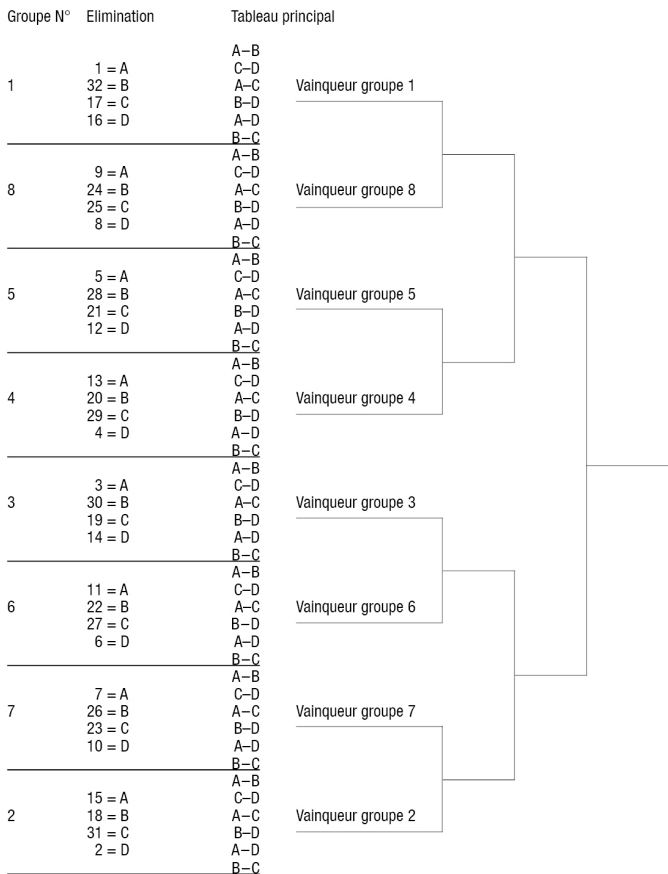 Groupe N° Elimination Tableau principal
A–B
1 = A C–D
1 32 = B A–C Vainqueur groupe 1
17 = C B–D
16 = D A–D
B–C
A–B
9 = A C–D
8 24 = B A–C Vainqueur groupe 8
25 = C B–D
8 = D A–D
B–C
A–B
5 = A C–D
5 28 = B A–C Vainqueur groupe 5
21 = C B–D
12 = D A–D
B–C
A–B
13 = A C–D
4 20 = B A–C Vainqueur groupe 4
29 = C B–D
4 = D A–D
B–C
A–B
3 = A C–D
3 30 = B A–C Vainqueur groupe 3
19 = C B–D
14 = D A–D
B–C
A–B
11 = A C–D
6 22 = B A–C Vainqueur groupe 6
27 = C B–D
6 = D A–D
B–C
A–B
7 = A C–D
7 26 = B A–C Vainqueur groupe 7
23 = C B–D
10 = D A–D
B–C
A–B
15 = A C–D
2 18 = B A–C Vainqueur groupe 2
31 = C B–D
2 = D A–D
B–C